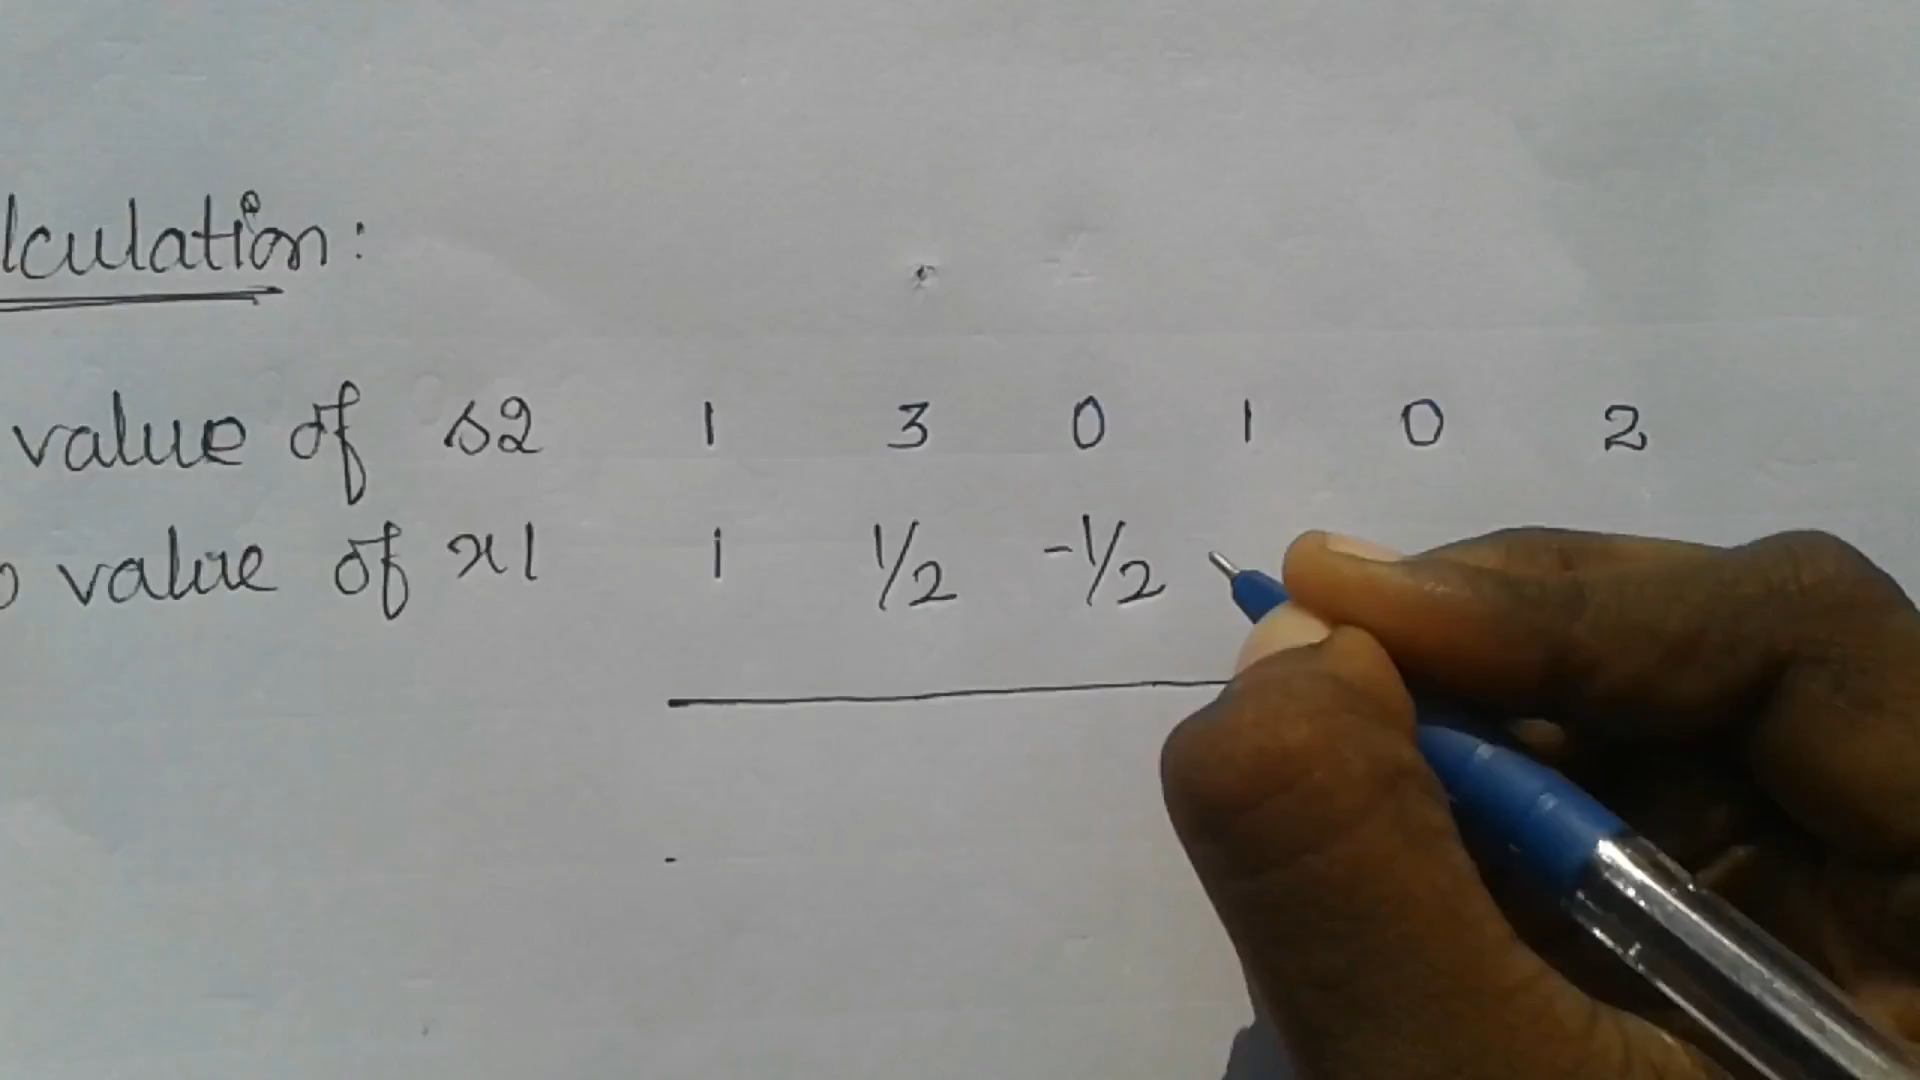 lculation:
value of s2 1 3 0 1 0 2
value of x1 1 1/2 -1/2